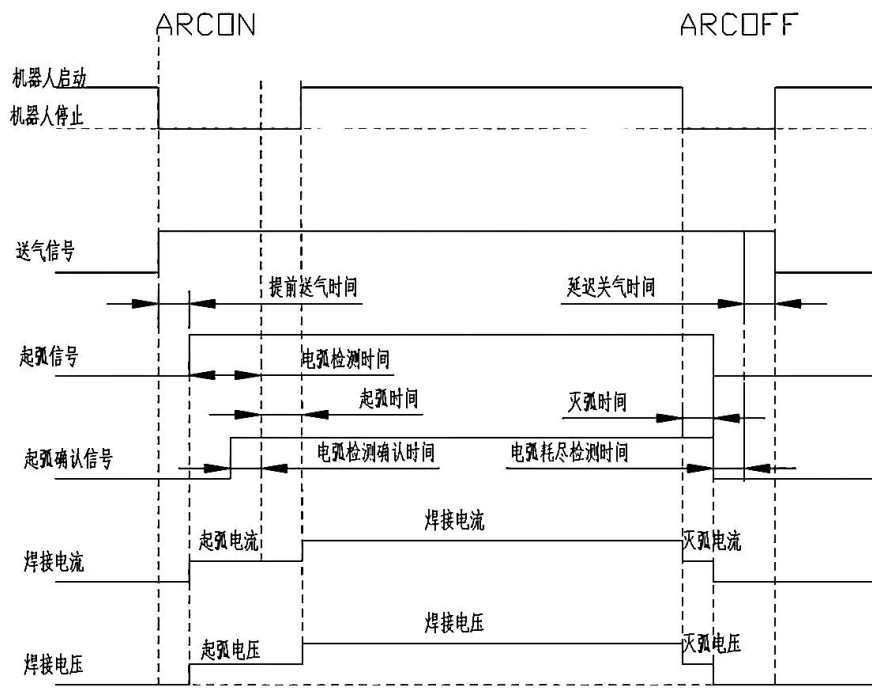 ARCON
ARCOFF
机器人启动
机器人停止
送气信号
提前送气时间
延迟关气时间
起弧信号
电弧检测时间
起弧时间
灭弧时间
起弧确认信号
电弧检测确认时间
电弧耗尽检测时间
焊接电流
起弧电流
焊接电流
灭弧电流
焊接电压
起弧电压
焊接电压
灭弧电压